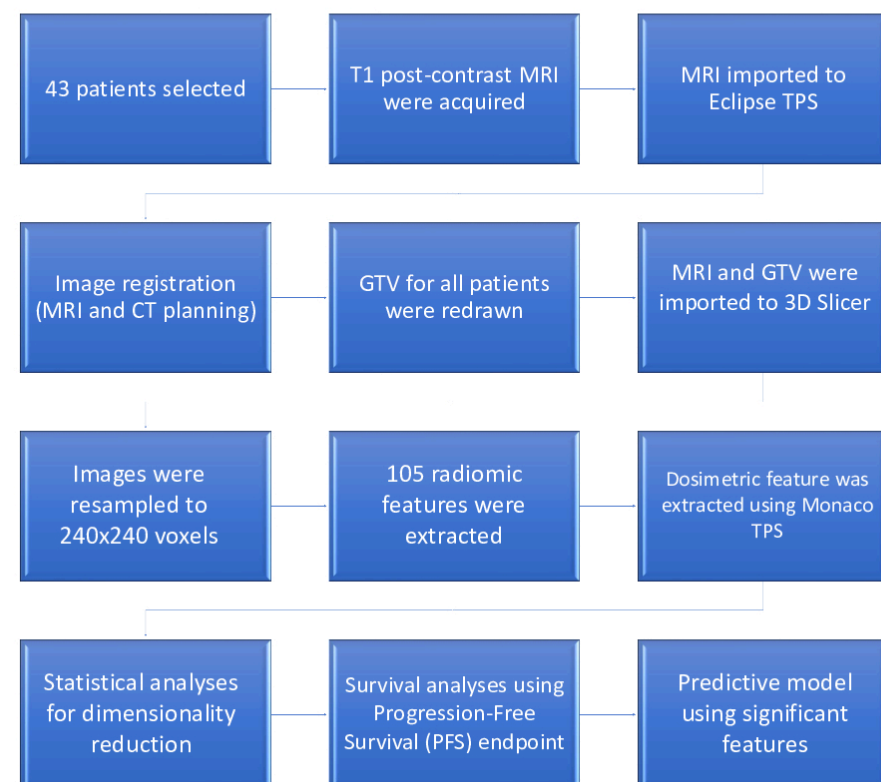 43 patients selected
T1 post-contrast MRI
were acquired
MRI imported to
Eclipse TPS
Image registration
(MRI and CT planning)
GTV for all patients
were redrawn
MRI and GTV were
imported to 3D Slicer
Images were
resampled to
240x240 voxels
105 radiomic
features were
extracted
Dosimetric feature was
extracted using Monaco
TPS
Statistical analyses
for dimensionality
reduction
Survival analyses using
Progression-Free
Survival (PFS) endpoint
Predictive model
using significant
features